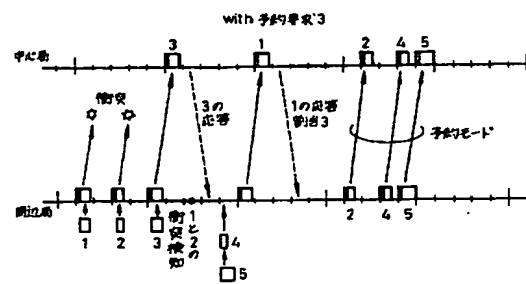 with 予約要求3
3
1
2
4
5
中心局
衝突
3の
応答
1の応答
割当3
予約モード
周辺局
1
2
3
1と2の
衝突検知
4
5
2
4
5